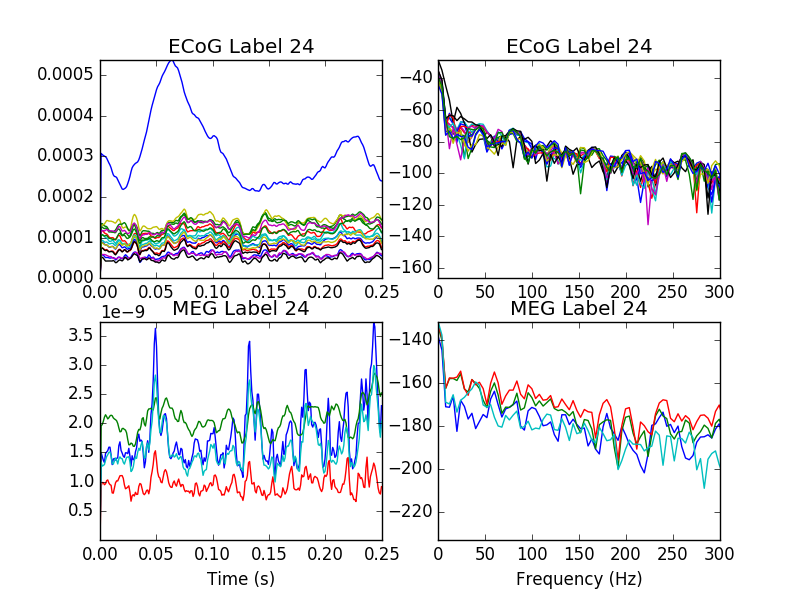 ECoG Label 24
0.0005
0.0004
0.0003
0.0002
0.0001
0.0000
0.00 0.05 0.10 0.15 0.20 0.25
ECoG Label 24
−40
−60
−80
−100
−120
−140
−160
0 50 100 150 200 250 300
MEG Label 24
1e−9
3.5
3.0
2.5
2.0
1.5
1.0
0.5
0.00 0.05 0.10 0.15 0.20 0.25
Time (s)
MEG Label 24
−140
−160
−180
−200
−220
0 50 100 150 200 250 300
Frequency (Hz)